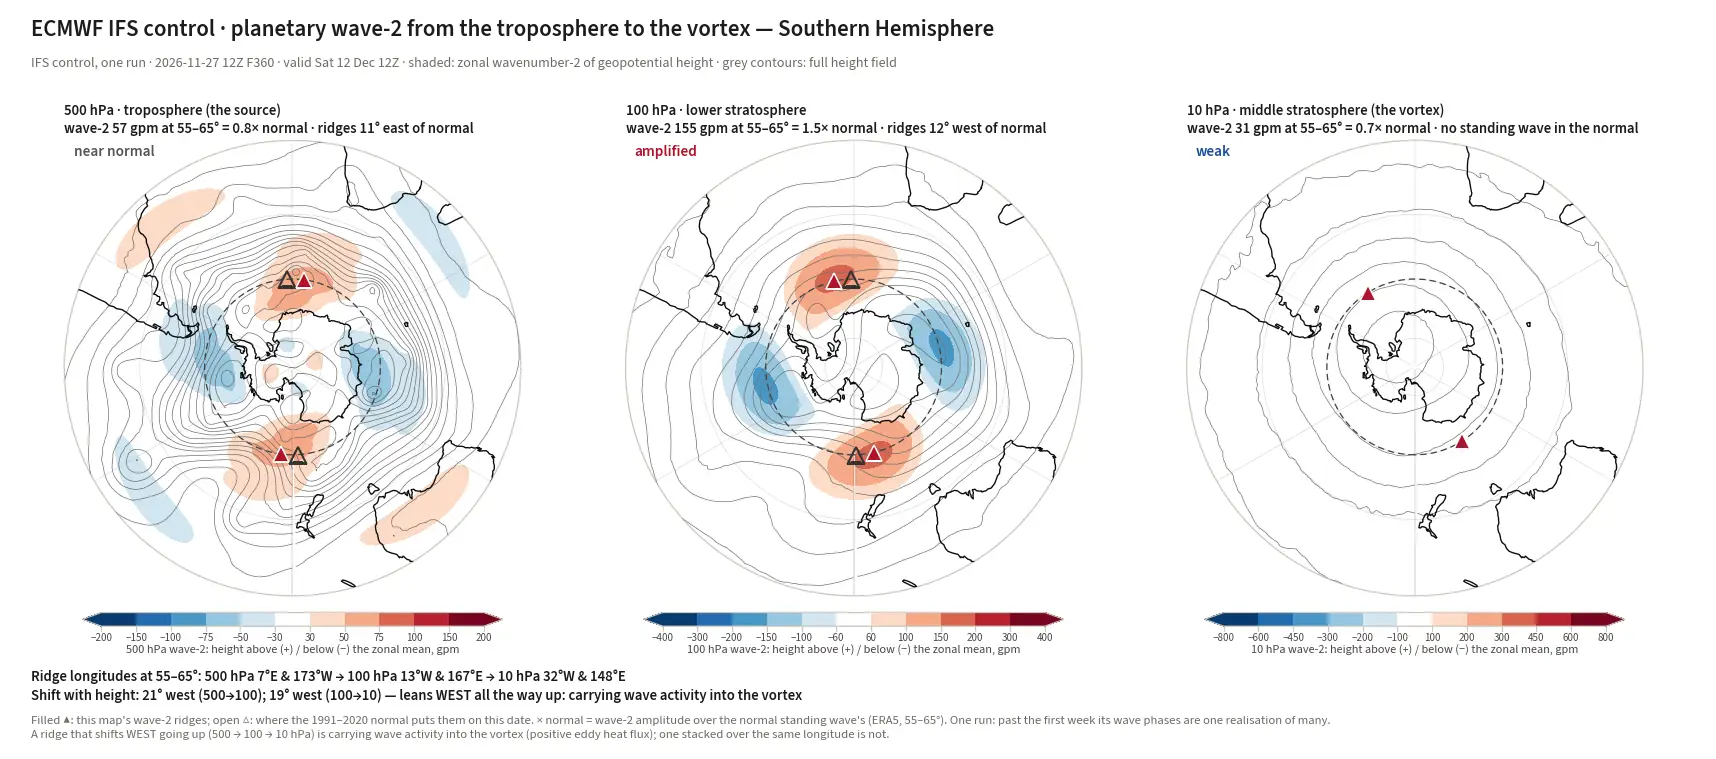 ECMWF IFS control · planetary wave-2 from the troposphere to the vortex — Southern Hemisphere
IFS control, one run · 2026-11-27 12Z F360 · valid Sat 12 Dec 12Z · shaded: zonal wavenumber-2 of geopotential height · grey contours: full height field
500 hPa · troposphere (the source)
wave-2 57 gpm at 55–65° = 0.8× normal · ridges 11° east of normal
near normal
100 hPa · lower stratosphere
wave-2 155 gpm at 55–65° = 1.5× normal · ridges 12° west of normal
amplified
10 hPa · middle stratosphere (the vortex)
wave-2 31 gpm at 55–65° = 0.7× normal · no standing wave in the normal
weak
−200 −150 −100 −75 −50 −30 30 50 75 100 150 200
500 hPa wave-2: height above (+) / below (−) the zonal mean, gpm
−400 −300 −200 −150 −100 −60 60 100 150 200 300 400
100 hPa wave-2: height above (+) / below (−) the zonal mean, gpm
−800 −600 −450 −300 −200 −100 100 200 300 450 600 800
10 hPa wave-2: height above (+) / below (−) the zonal mean, gpm
Ridge longitudes at 55–65°: 500 hPa 7°E & 173°W → 100 hPa 13°W & 167°E → 10 hPa 32°W & 148°E
Shift with height: 21° west (500→100); 19° west (100→10) — leans WEST all the way up: carrying wave activity into the vortex
Filled ▲: this map's wave-2 ridges; open △: where the 1991–2020 normal puts them on this date. × normal = wave-2 amplitude over the normal standing wave's (ERA5, 55–65°). One run: past the first week its wave phases are one realisation of many.
A ridge that shifts WEST going up (500 → 100 → 10 hPa) is carrying wave activity into the vortex (positive eddy heat flux); one stacked over the same longitude is not.